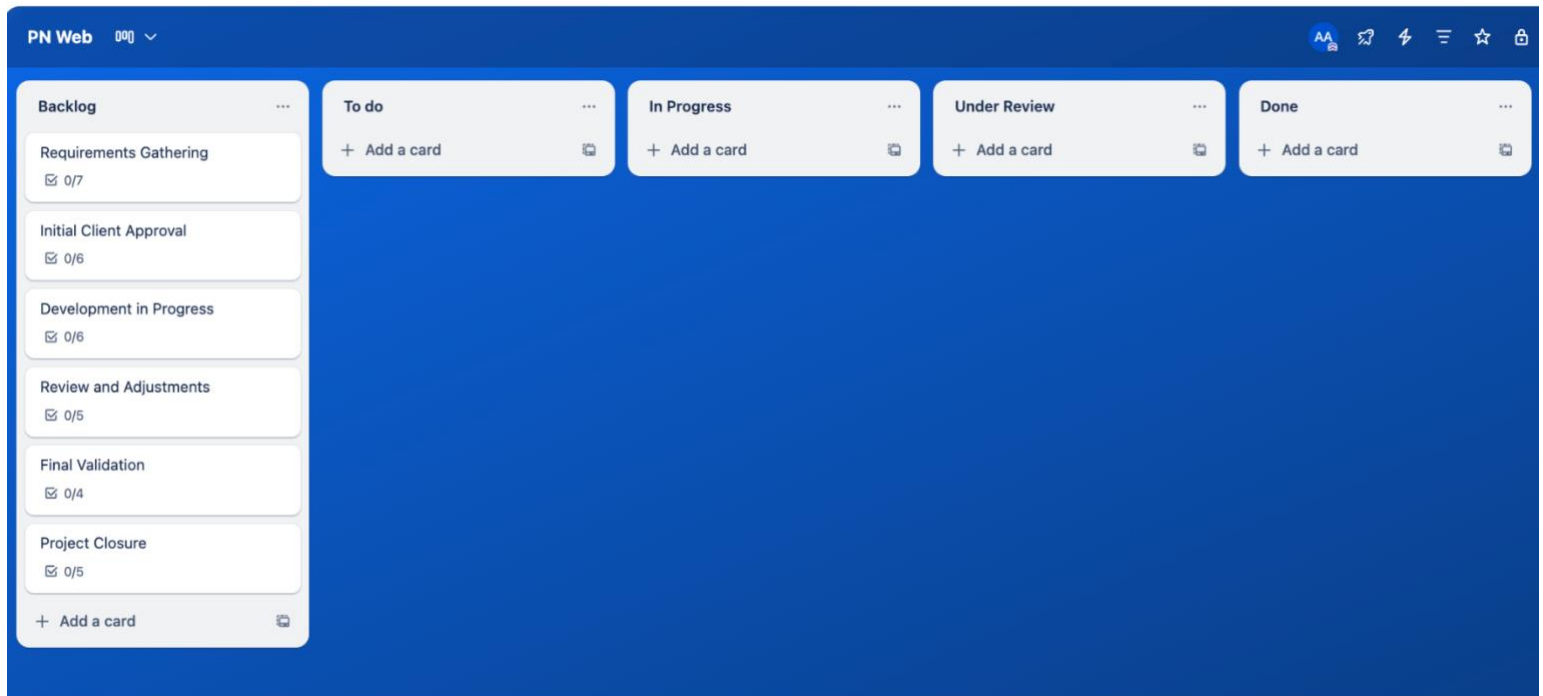 PN Web
AA
Backlog
Requirements Gathering
0/7
Initial Client Approval
0/6
Development in Progress
0/6
Review and Adjustments
0/5
Final Validation
0/4
Project Closure
0/5
+ Add a card
To do
+ Add a card
In Progress
+ Add a card
Under Review
+ Add a card
Done
+ Add a card